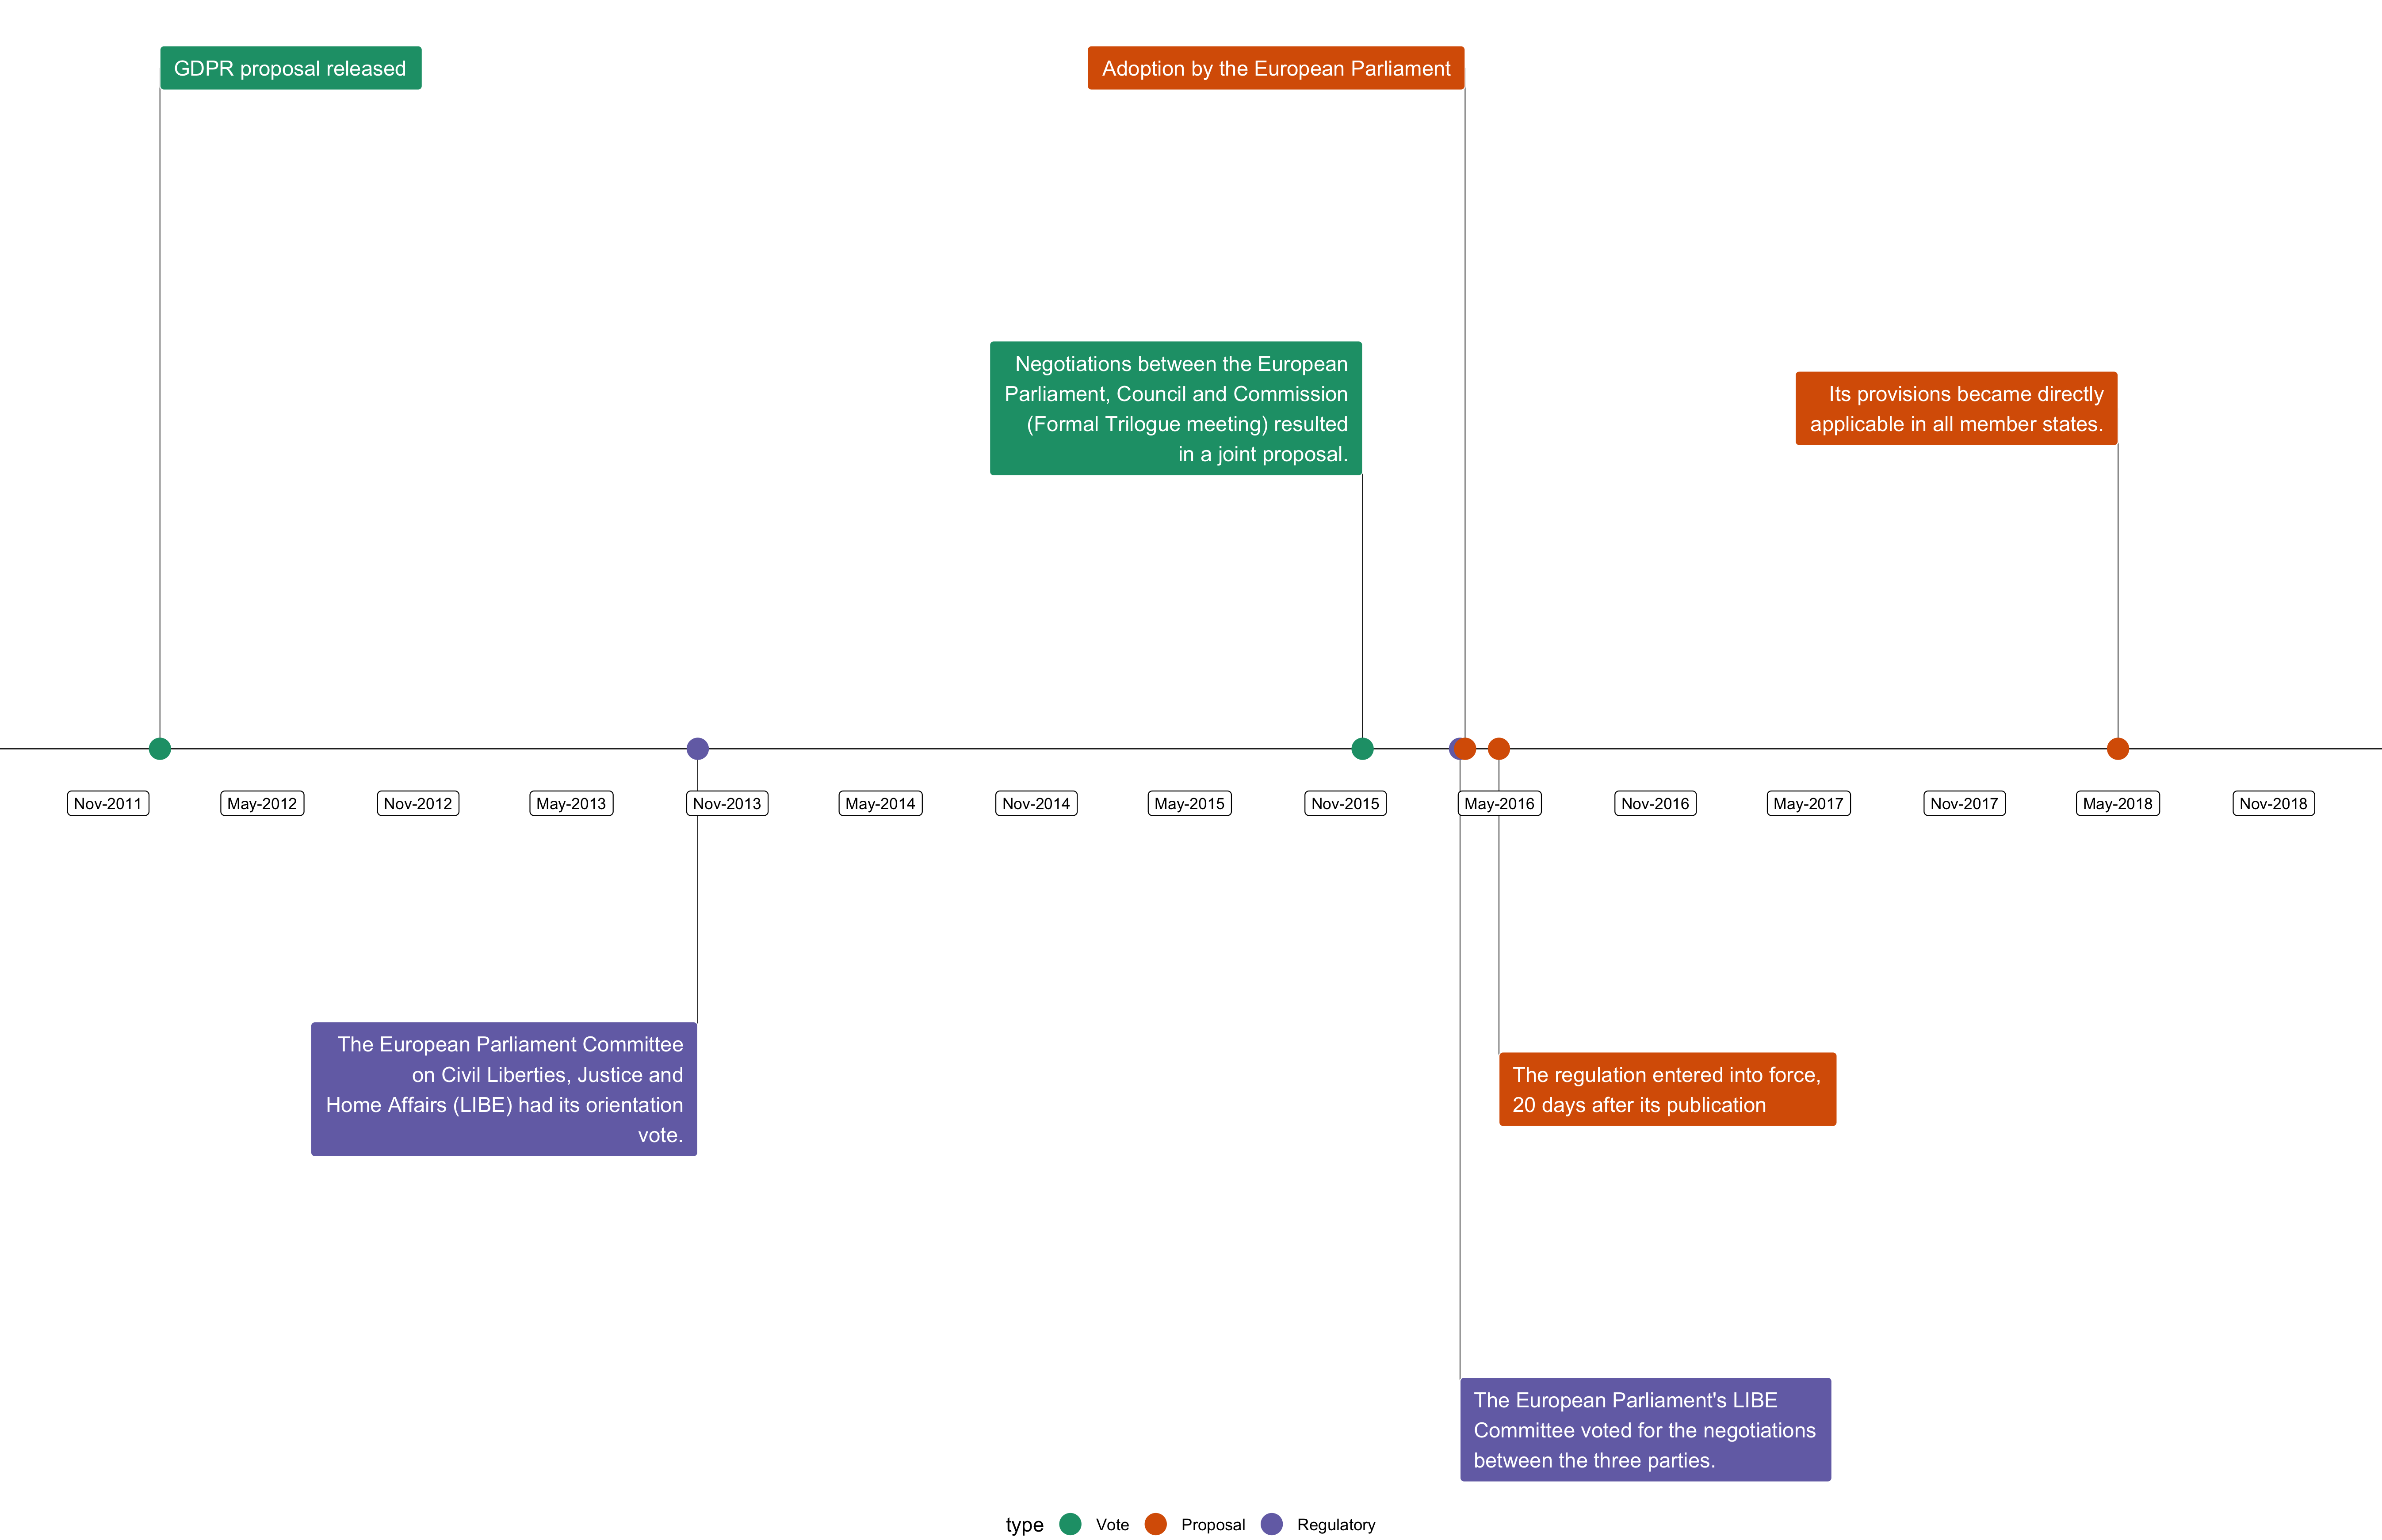 GDPR proposal released
Adoption by the European Parliament
Negotiations between the European
Parliament, Council and Commission
(Formal Trilogue meeting) resulted
in a joint proposal.
Its provisions became directly
applicable in all member states.
Nov-2011
May-2012
Nov-2012
May-2013
Nov-2013
May-2014
Nov-2014
May-2015
Nov-2015
May-2016
Nov-2016
May-2017
Nov-2017
May-2018
Nov-2018
The European Parliament Committee
on Civil Liberties, Justice and
Home Affairs (LIBE) had its orientation
vote.
The regulation entered into force,
20 days after its publication
The European Parliament's LIBE
Committee voted for the negotiations
between the three parties.
type Vote Proposal Regulatory